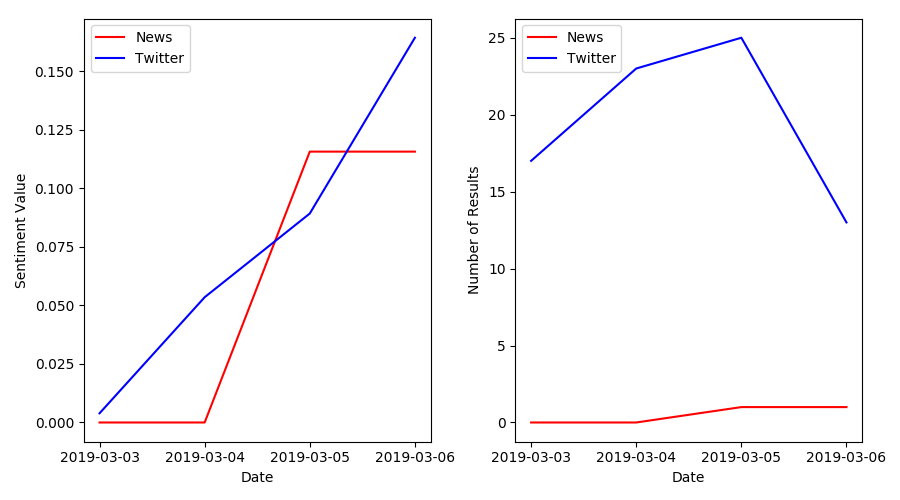 News
Twitter
0.150
0.125
0.100
0.075
0.050
0.025
0.000
Sentiment Value
2019-03-03 2019-03-04 2019-03-05 2019-03-06
Date
News
Twitter
25
20
15
10
5
0
Number of Results
2019-03-03 2019-03-04 2019-03-05 2019-03-06
Date